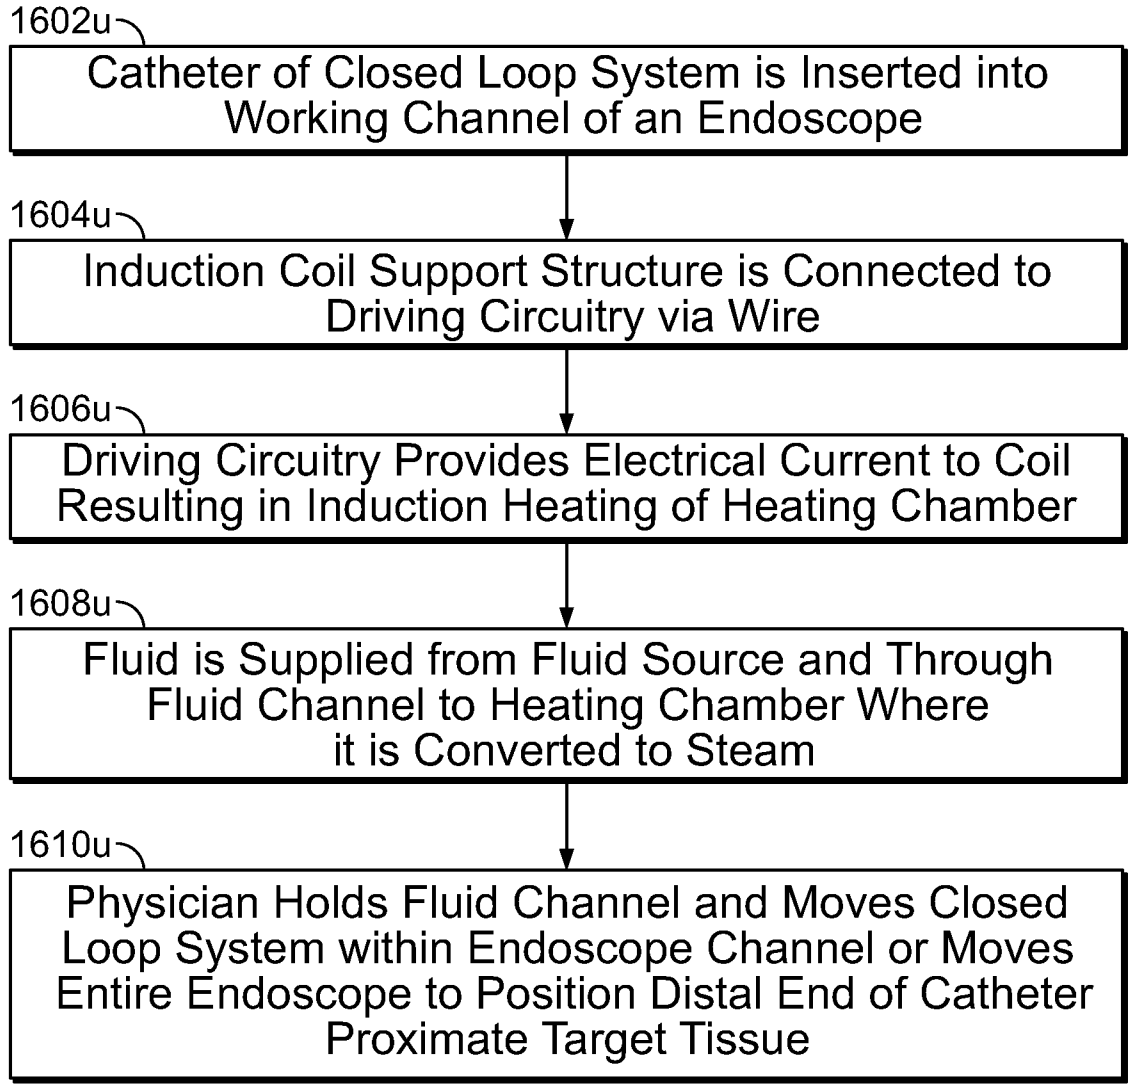 1602u
Catheter of Closed Loop System is Inserted into
Working Channel of an Endoscope
1604u
Induction Coil Support Structure is Connected to
Driving Circuitry via Wire
1606u
Driving Circuitry Provides Electrical Current to Coil
Resulting in Induction Heating of Heating Chamber
1608u
Fluid is Supplied from Fluid Source and Through
Fluid Channel to Heating Chamber Where
it is Converted to Steam
1610u
Physician Holds Fluid Channel and Moves Closed
Loop System within Endoscope Channel or Moves
Entire Endoscope to Position Distal End of Catheter
Proximate Target Tissue